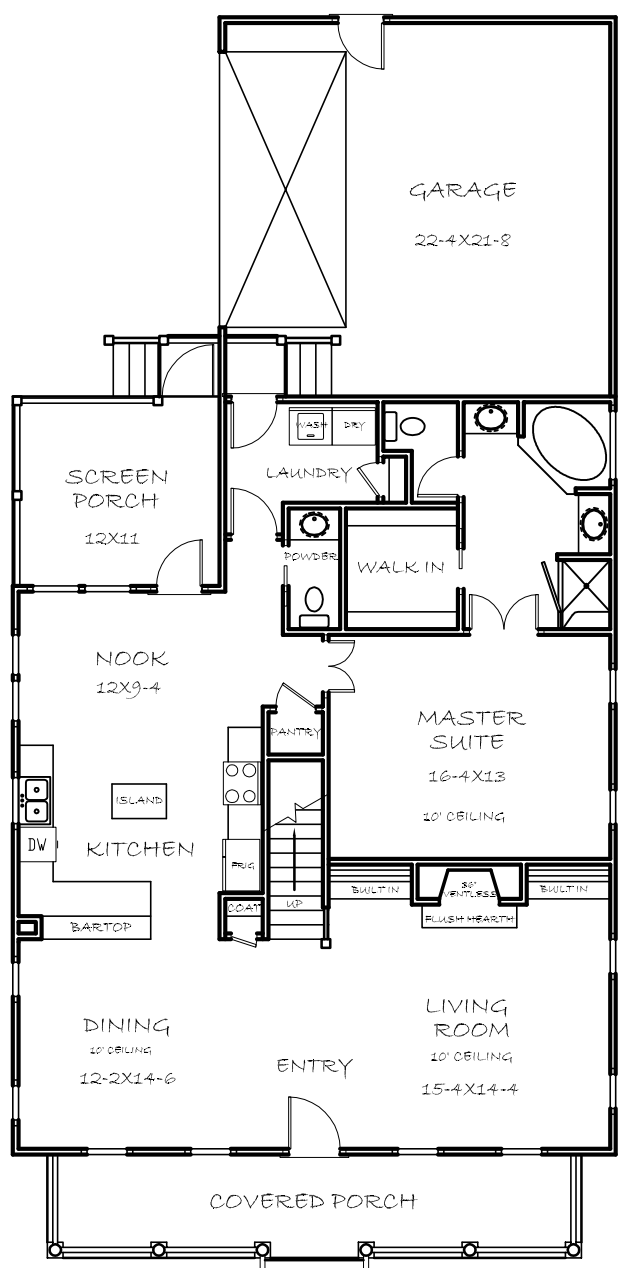 GARAGE
22-4X21-8
WASH
DRY
LAUNDRY
SCREEN
PORCH
12X11
POWDER
WALK IN
NOOK
12X9-4
PANTRY
MASTER
SUITE
16-4X13
10' CEILING
ISLAND
DW
KITCHEN
FRIG
COAT
UP
BUILT IN
36"
VENTLESS
BUILT IN
FLUSH HEARTH
BARTOP
DINING
10' CEILING
12-2X14-6
LIVING
ROOM
10' CEILING
15-4X14-4
ENTRY
COVERED PORCH